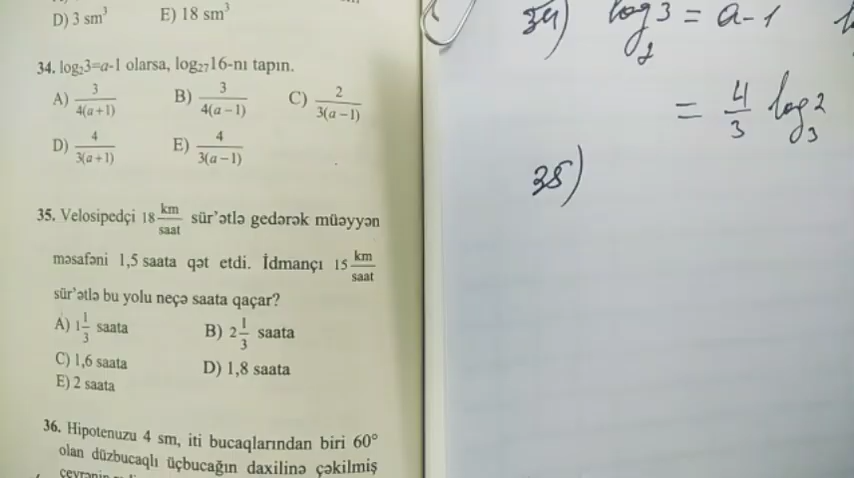 D) 3 sm³ E) 18 sm³
34. log₂3=a-1 olarsa, log₂₇16-nı tapın.
A) 3/4(a+1) B) 3/4(a−1) C) 2/3(a−1)
D) 4/3(a+1) E) 4/3(a−1)
35. Velosipedçi 18 km/saat sür'ətlə gedərək müəyyən
məsafəni 1,5 saata qət etdi. İdmançı 15 km/saat
sür'ətlə bu yolu neçə saata qaçar?
A) 1 1/3 saata B) 2 1/3 saata
C) 1,6 saata D) 1,8 saata
E) 2 saata
36. Hipotenuzu 4 sm, iti bucaqlarından biri 60°
olan düzbucaqlı üçbucağın daxilinə çəkilmiş
34) log₂3 = a-1
= 4/3 log₃2
35)